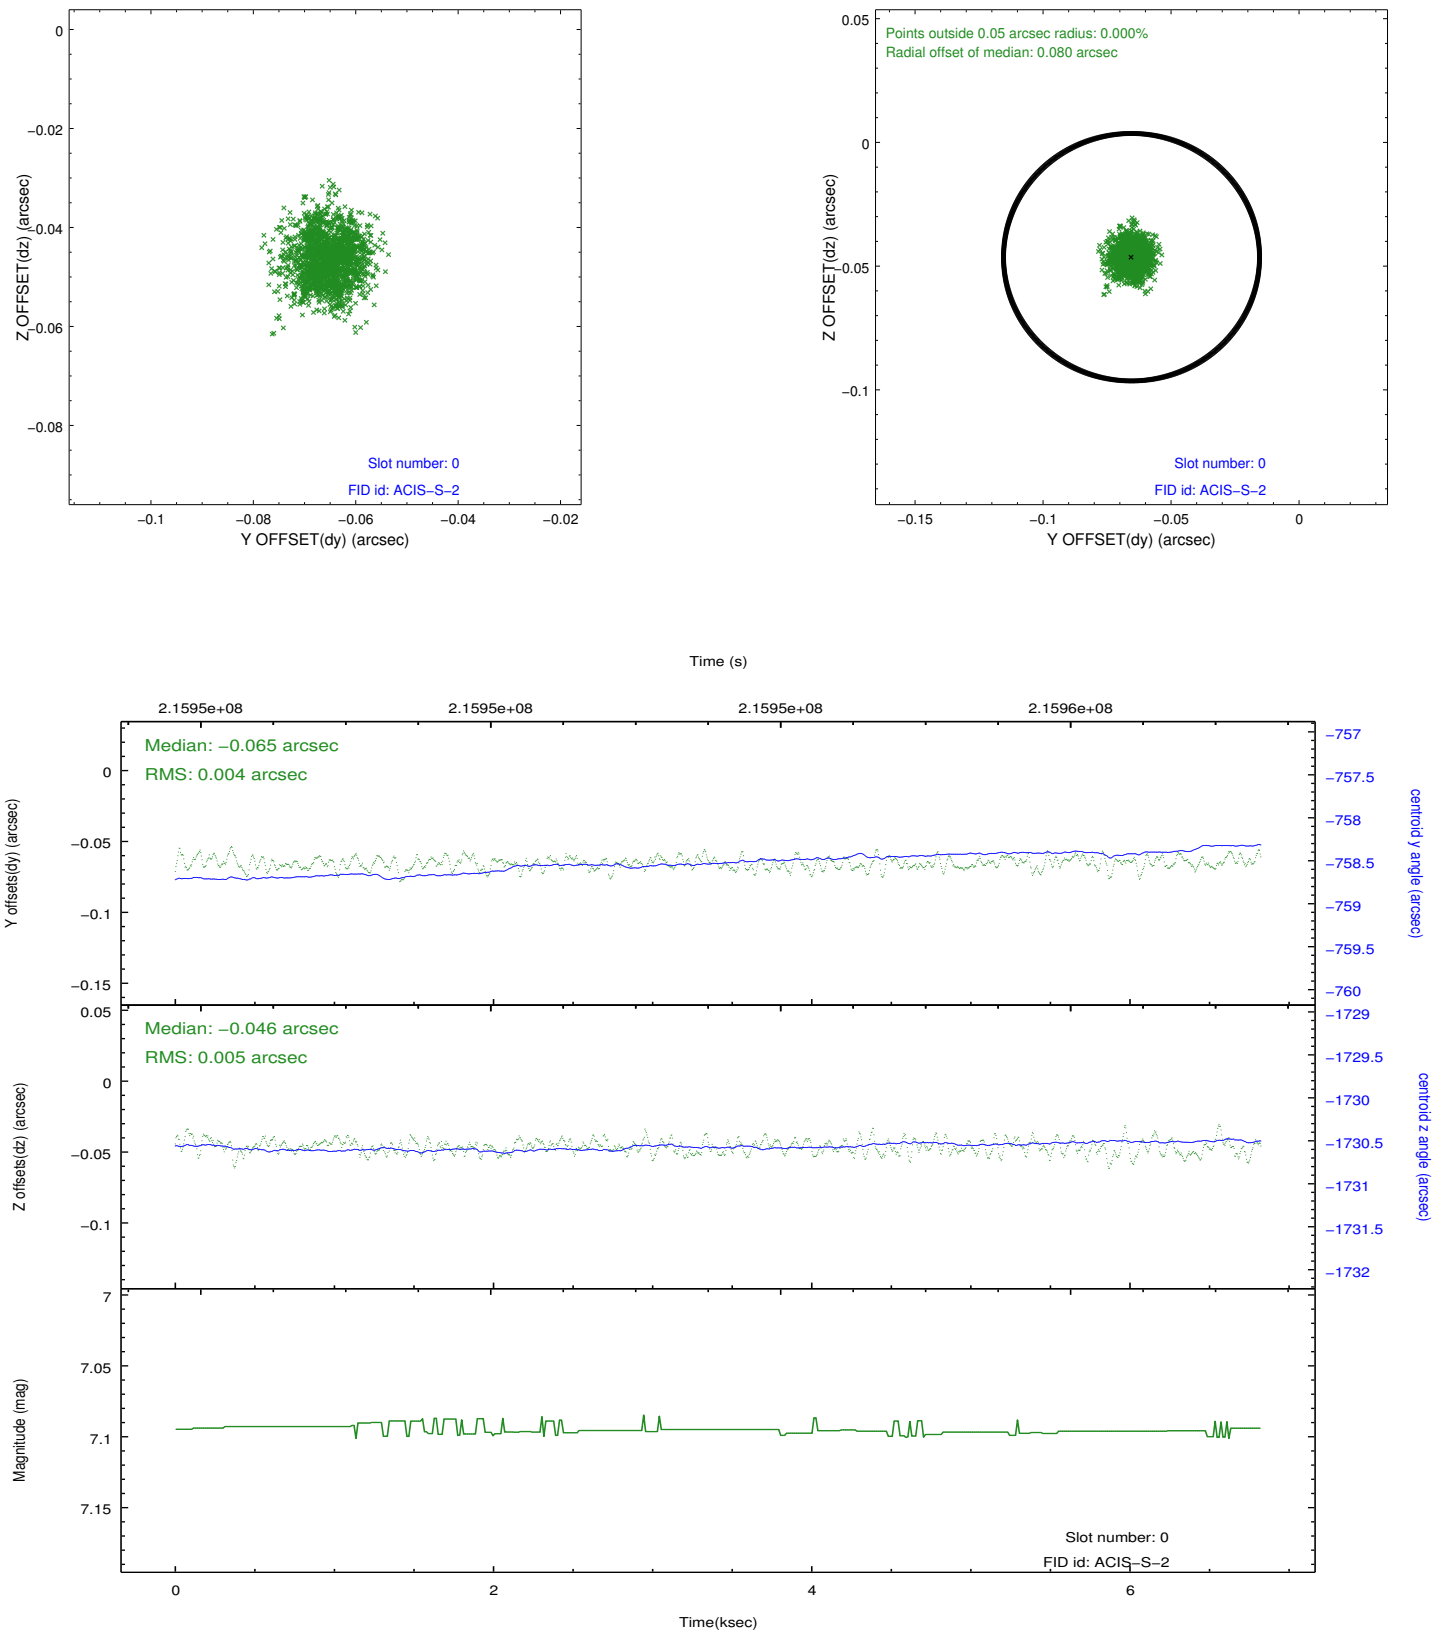 0
−0.02
−0.04
−0.06
−0.08
Z OFFSET(dz) (arcsec)
Slot number: 0
FID id: ACIS−S−2
−0.1
−0.08
−0.06
−0.04
−0.02
Y OFFSET(dy) (arcsec)
Points outside 0.05 arcsec radius: 0.000%
Radial offset of median: 0.080 arcsec
0.05
0
−0.05
−0.1
Z OFFSET(dz) (arcsec)
Slot number: 0
FID id: ACIS−S−2
−0.15
−0.1
−0.05
0
Y OFFSET(dy) (arcsec)
Time (s)
2.1595e+08
2.1595e+08
2.1595e+08
2.1596e+08
Median: −0.065 arcsec
RMS: 0.004 arcsec
0
−0.05
−0.1
−0.15
Y offsets(dy) (arcsec)
−757
−757.5
−758
−758.5
−759
−759.5
−760
centroid y angle (arcsec)
Median: −0.046 arcsec
RMS: 0.005 arcsec
0.05
0
−0.05
−0.1
Z offsets(dz) (arcsec)
−1729
−1729.5
−1730
−1730.5
−1731
−1731.5
−1732
centroid z angle (arcsec)
7
7.05
7.1
7.15
Magnitude (mag)
Slot number: 0
FID id: ACIS−S−2
0
2
4
6
Time(ksec)